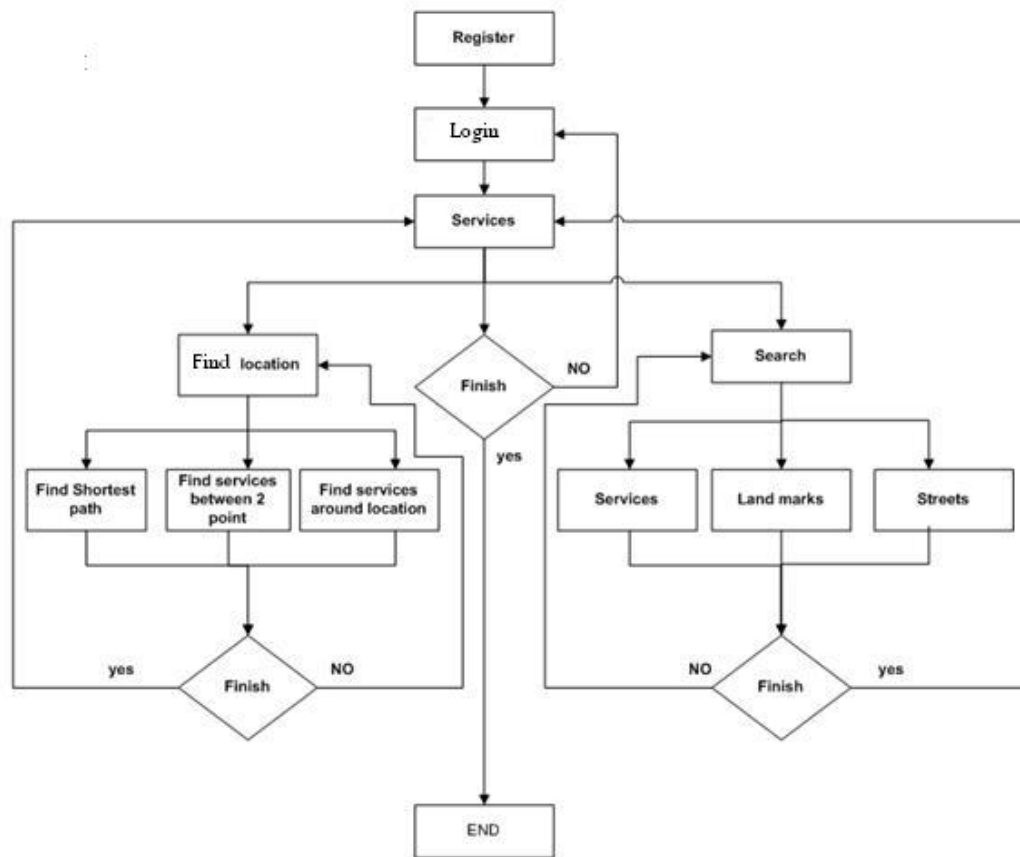 Register
:
Login
Services
Find location
Finish
NO
Search
yes
Find Shortest
path
Find services
between 2
point
Find services
around location
Services
Land marks
Streets
yes
Finish
NO
NO
Finish
yes
END